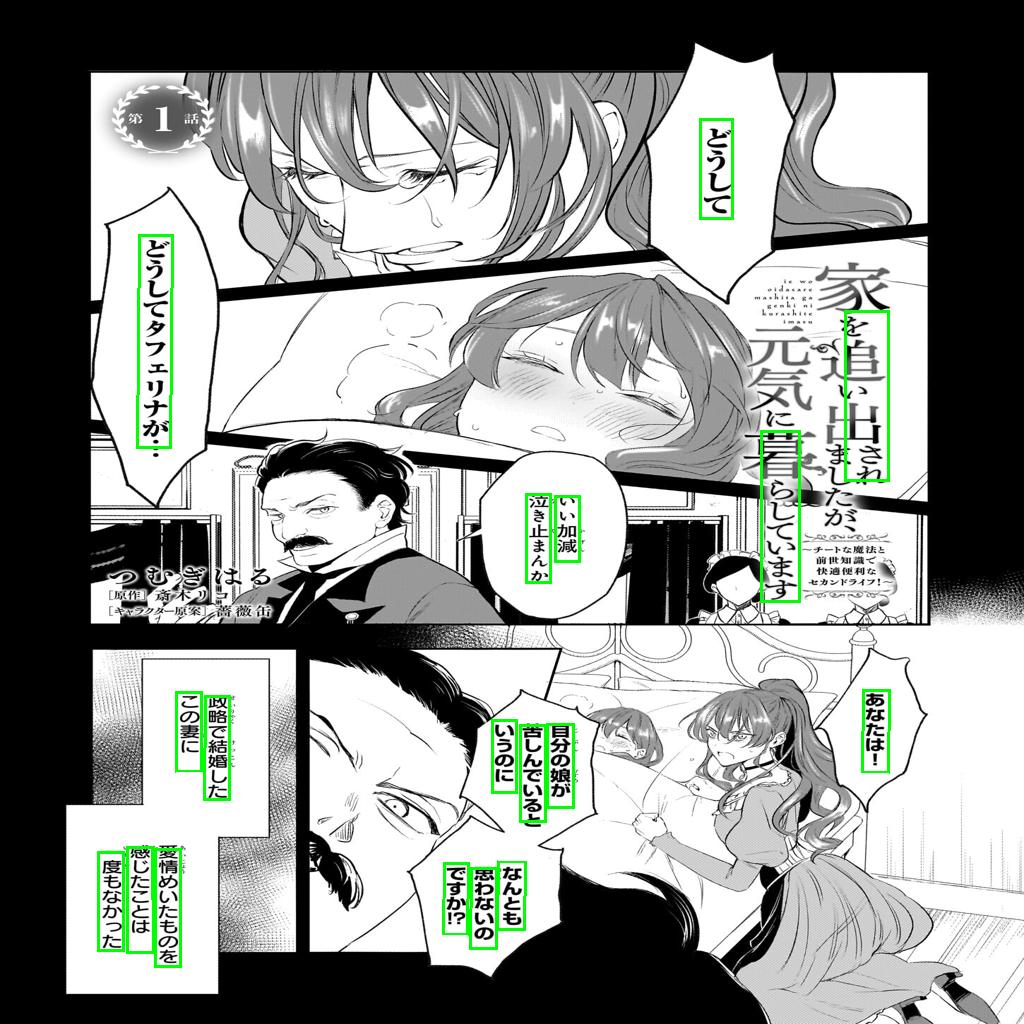 第1話
どうして
どうしてタフェリナが…
家を追い出されましたが、
元気に暮らしています
ie wo
oidasare
mashita ga
genki ni
kurashite
imasu
～チートな魔法と
前世知識で
快適便利な
セカンドライフ！～
いい加減
泣き止まんか
つむぎはる
［原作］斎木リコ
［キャラクター原案］薔薇缶
あなたは！
自分の娘が
苦しんでいると
いうのに
なんとも
思わないの
ですか!?
政略で結婚した
この妻に
愛情めいたものを
感じたことは
度もなかった